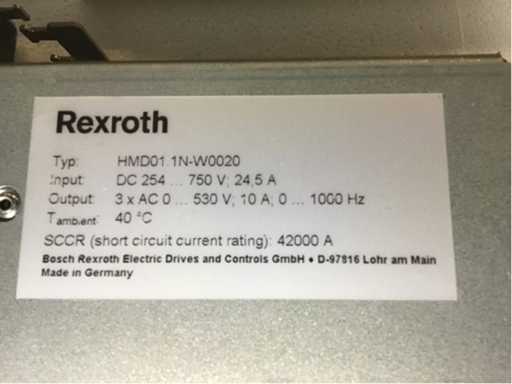 Rexroth
Typ: HMD01.1N-W0020
Input: DC 254 ... 750 V; 24,5 A
Output: 3 x AC 0 ... 530 V; 10 A; 0 ... 1000 Hz
Tambient: 40 °C
SCCR (short circuit current rating): 42000 A
Bosch Rexroth Electric Drives and Controls GmbH • D-97816 Lohr am Main
Made in Germany